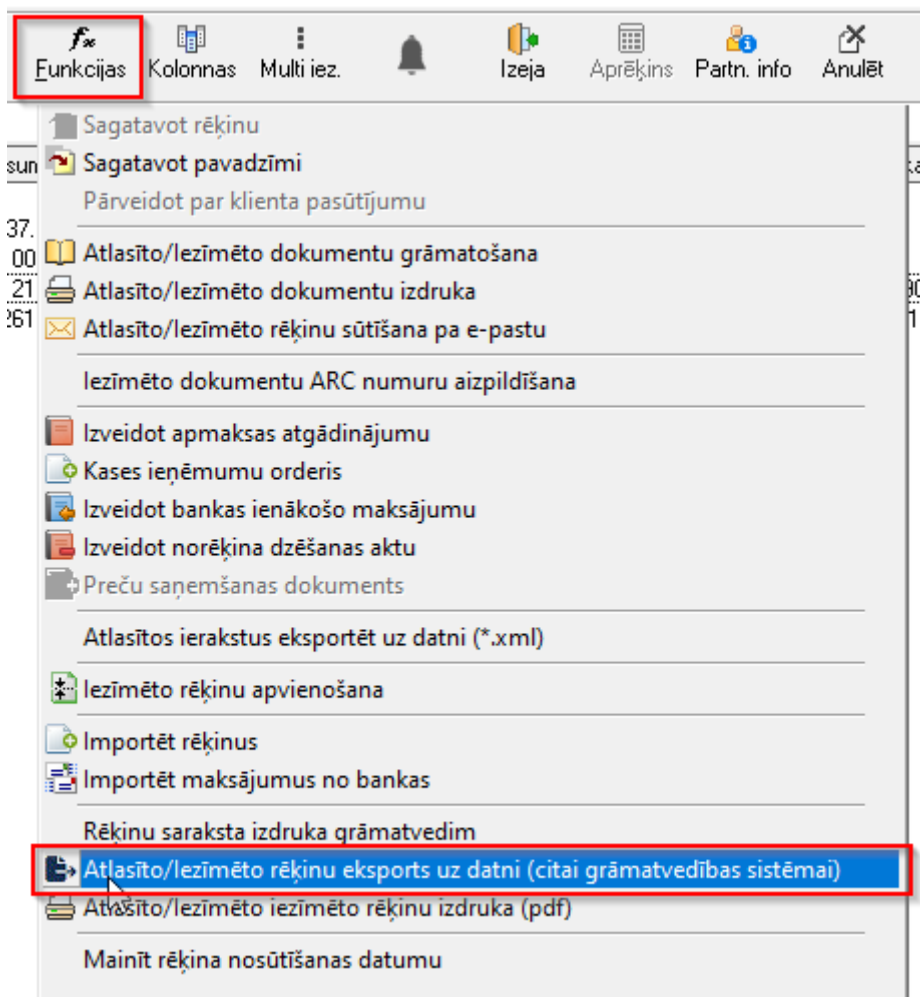 Funkcijas Kolonnas Multi iez. Izeja Aprēķins Partn. info Anulēt
Sagatavot rēķinu
Sagatavot pavadzīmi
Pārveidot par klienta pasūtījumu
37.
00 Atlasīto/Iezīmēto dokumentu grāmatošana
21 Atlasīto/Iezīmēto dokumentu izdruka
261 Atlasīto/Iezīmēto rēķinu sūtīšana pa e-pastu
Iezīmēto dokumentu ARC numuru aizpildīšana
Izveidot apmaksas atgādinājumu
Kases ieņēmumu orderis
Izveidot bankas ienākošo maksājumu
Izveidot norēķina dzēšanas aktu
Preču saņemšanas dokuments
Atlasītos ierakstus eksportēt uz datni (*.xml)
Iezīmēto rēķinu apvienošana
Importēt rēķinus
Importēt maksājumus no bankas
Rēķinu saraksta izdruka grāmatvedim
Atlasīto/Iezīmēto rēķinu eksports uz datni (citai grāmatvedības sistēmai)
Atlasīto/Iezīmēto iezīmēto rēķinu izdruka (pdf)
Mainīt rēķina nosūtīšanas datumu